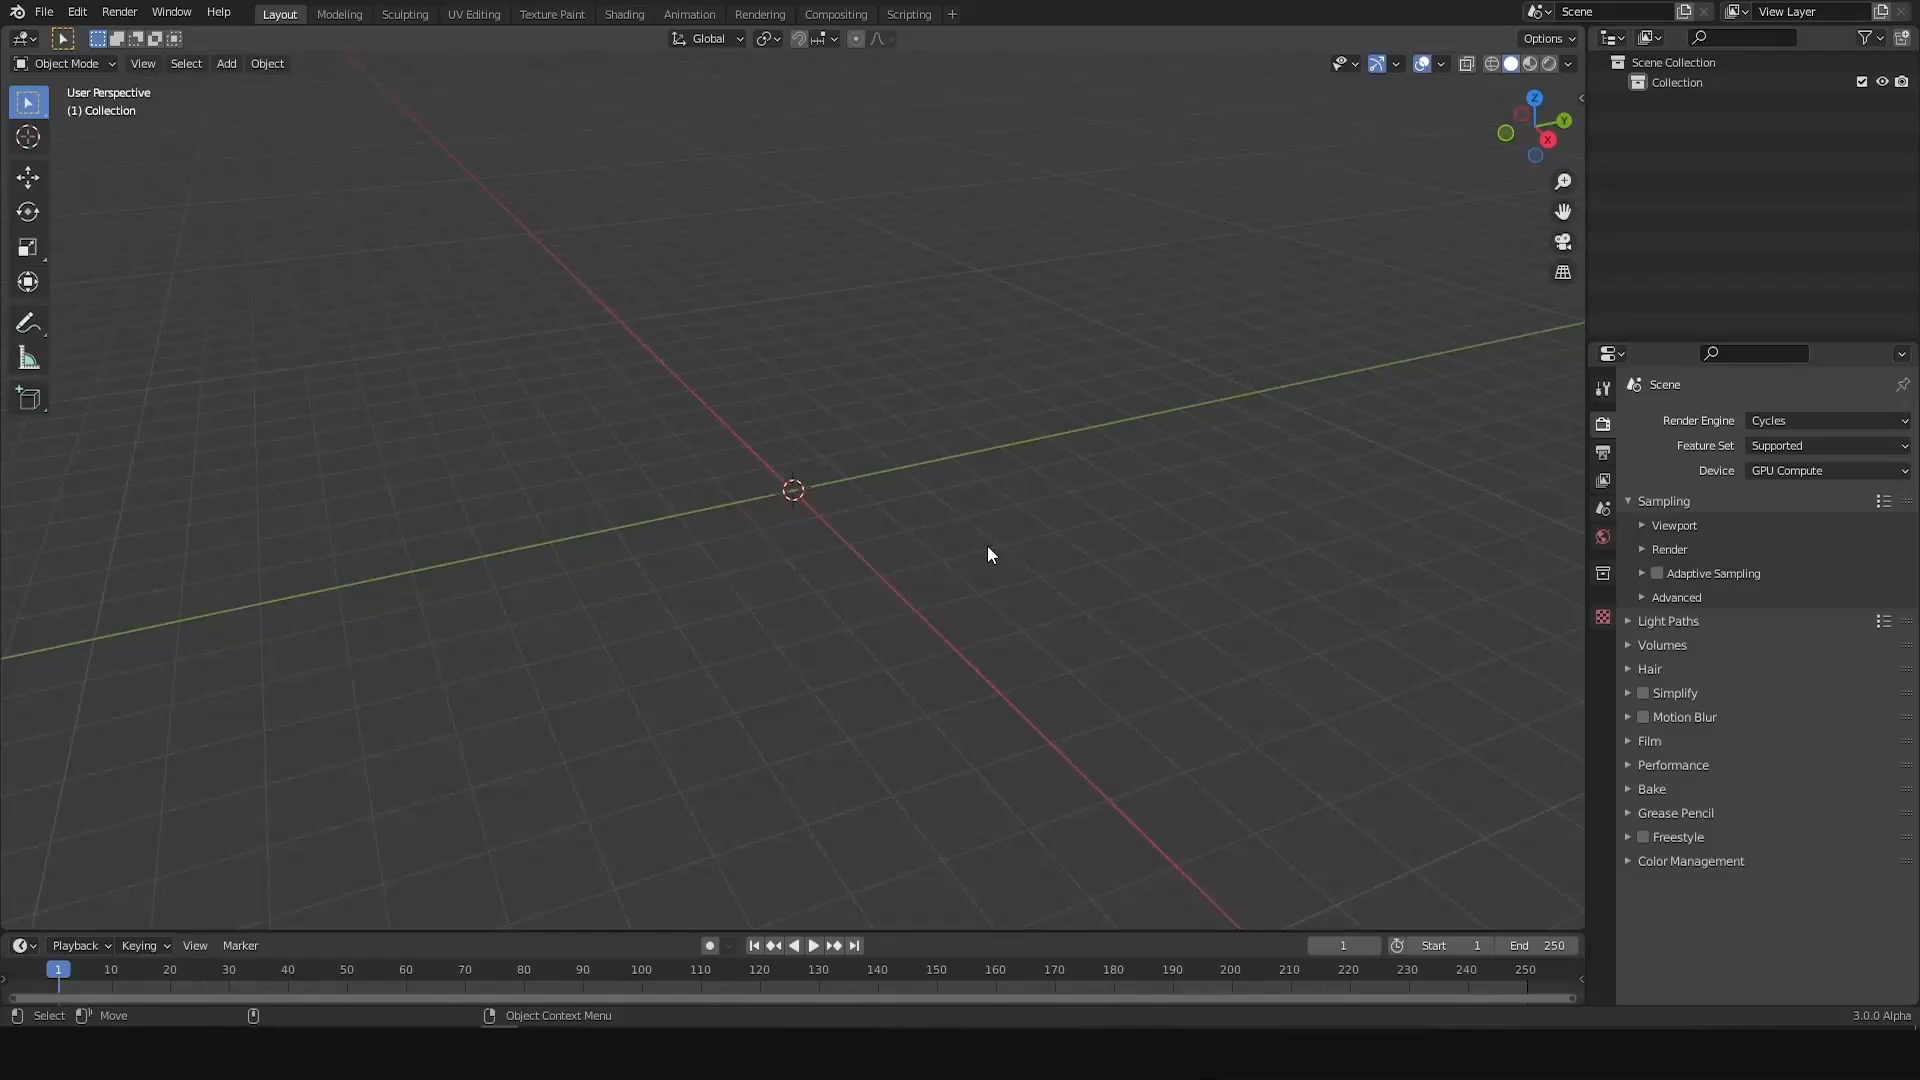 File Edit Render Window Help Layout Modeling Sculpting UV Editing Texture Paint Shading Animation Rendering Compositing Scripting + Scene View Layer
Global Options
Object Mode View Select Add Object
User Perspective
(1) Collection
Z
Y
X
Scene Collection
Collection
Scene
Render Engine Cycles
Feature Set Supported
Device GPU Compute
Sampling
Viewport
Render
Adaptive Sampling
Advanced
Light Paths
Volumes
Hair
Simplify
Motion Blur
Film
Performance
Bake
Grease Pencil
Freestyle
Color Management
Playback Keying View Marker 1 Start 1 End 250
1 10 20 30 40 50 60 70 80 90 100 110 120 130 140 150 160 170 180 190 200 210 220 230 240 250
Select Move Object Context Menu 3.0.0 Alpha